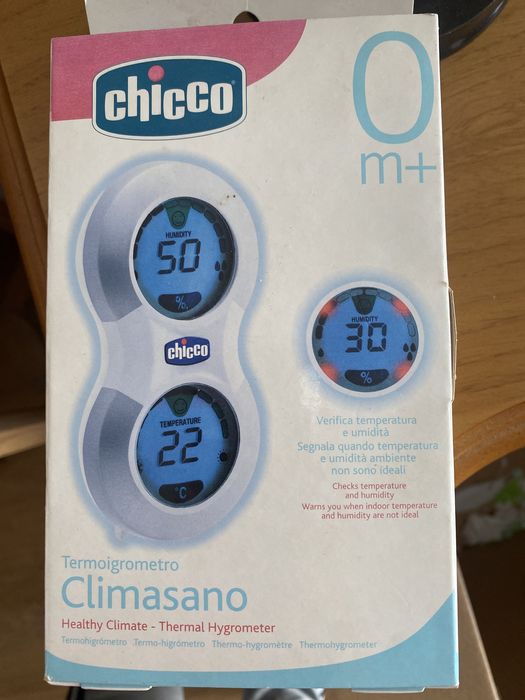 chicco
0
m+
HUMIDITY
50
%
chicco
TEMPERATURE
22
°C
HUMIDITY
30
%
Verifica temperatura
e umidità
Segnala quando temperatura
e umidità ambiente
non sono ideali
Checks temperature
and humidity
Warns you when indoor temperature
and humidity are not ideal
Termoigrometro
Climasano
Healthy Climate - Thermal Hygrometer
Termohigrómetro Termo-higrómetro Thermo-hygromètre Thermohygrometer